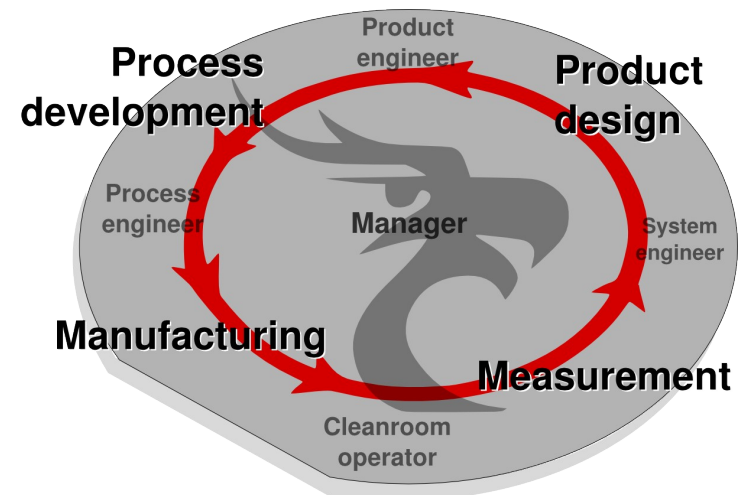 Product
engineer
Process
development
Product
design
Process
engineer
Manager
System
engineer
Manufacturing
Measurement
Cleanroom
operator